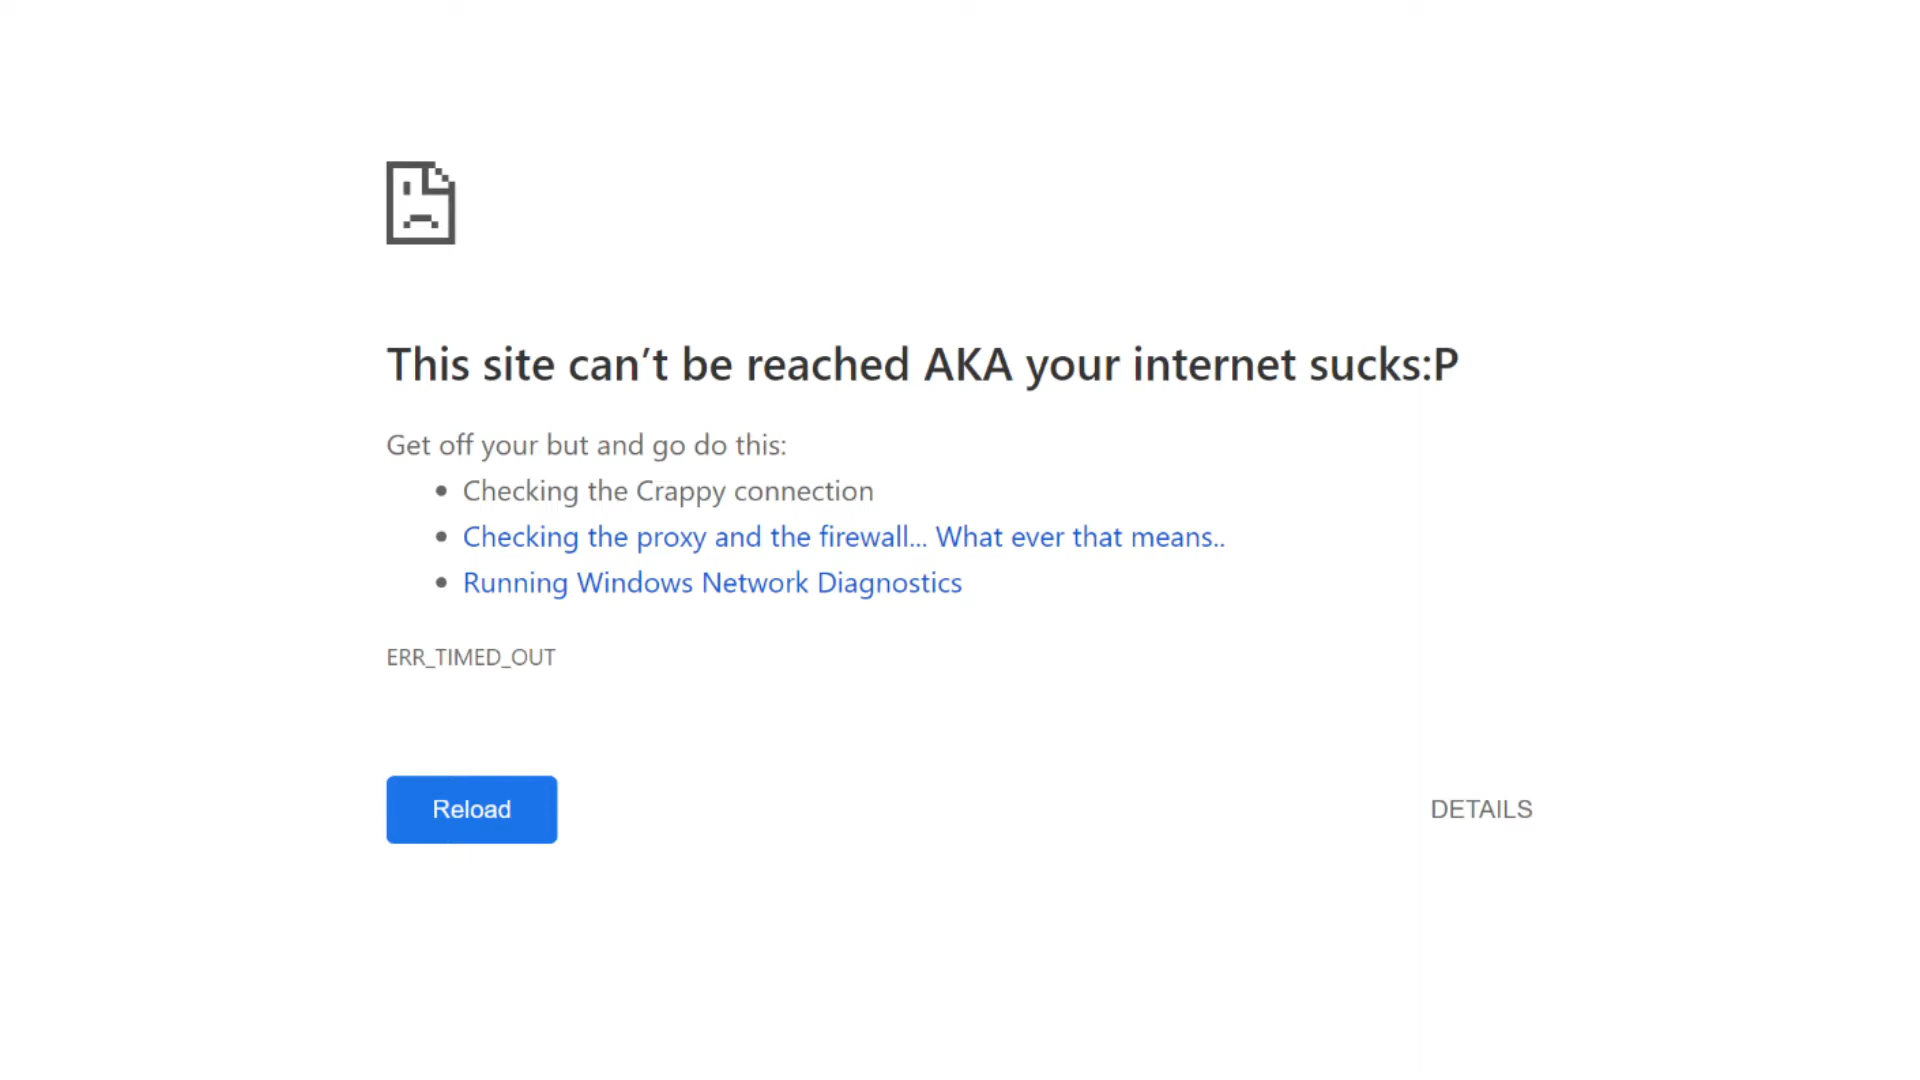 This site can’t be reached AKA your internet sucks:P
Get off your but and go do this:
Checking the Crappy connection
Checking the proxy and the firewall... What ever that means..
Running Windows Network Diagnostics
ERR_TIMED_OUT
Reload
DETAILS